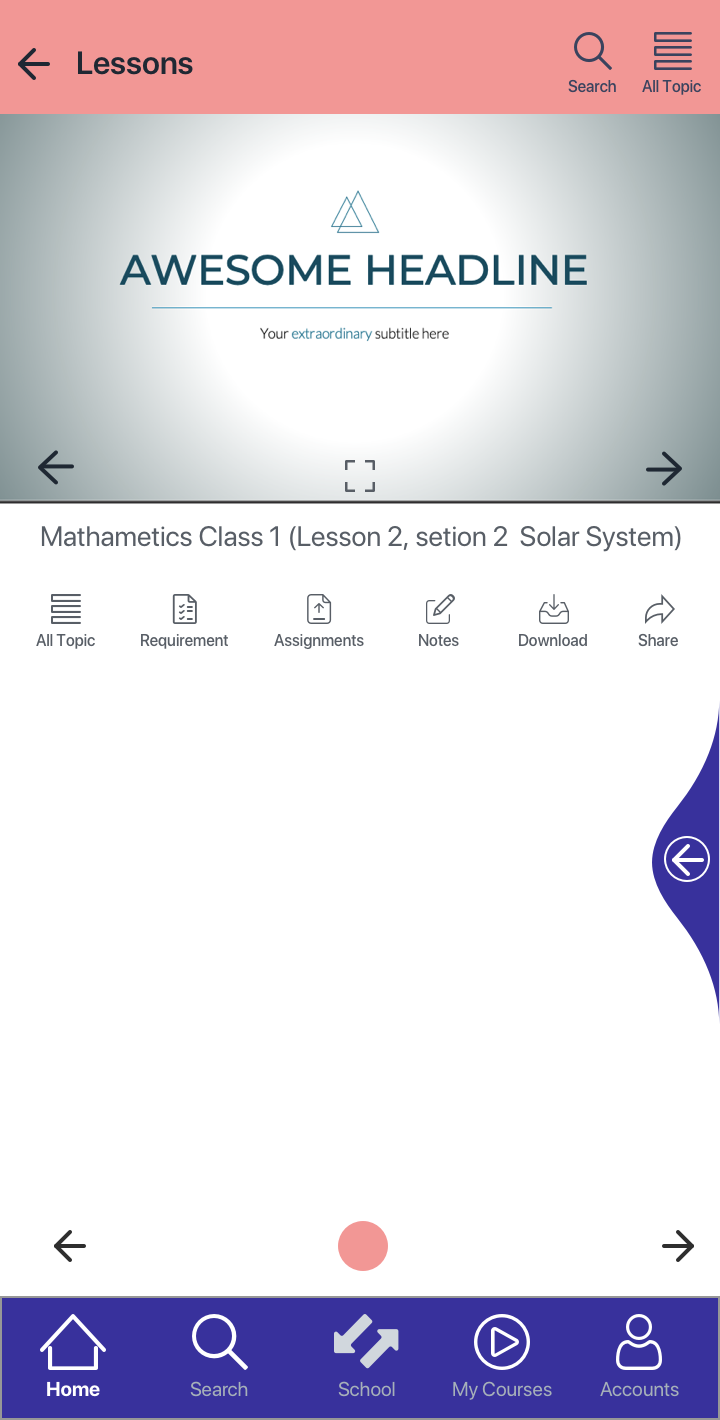 Lessons
Search
All Topic
AWESOME HEADLINE
Your extraordinary subtitle here
Mathametics Class 1 (Lesson 2, setion 2  Solar System)
All Topic
Requirement
Assignments
Notes
Download
Share
Home
Search
School
My Courses
Accounts